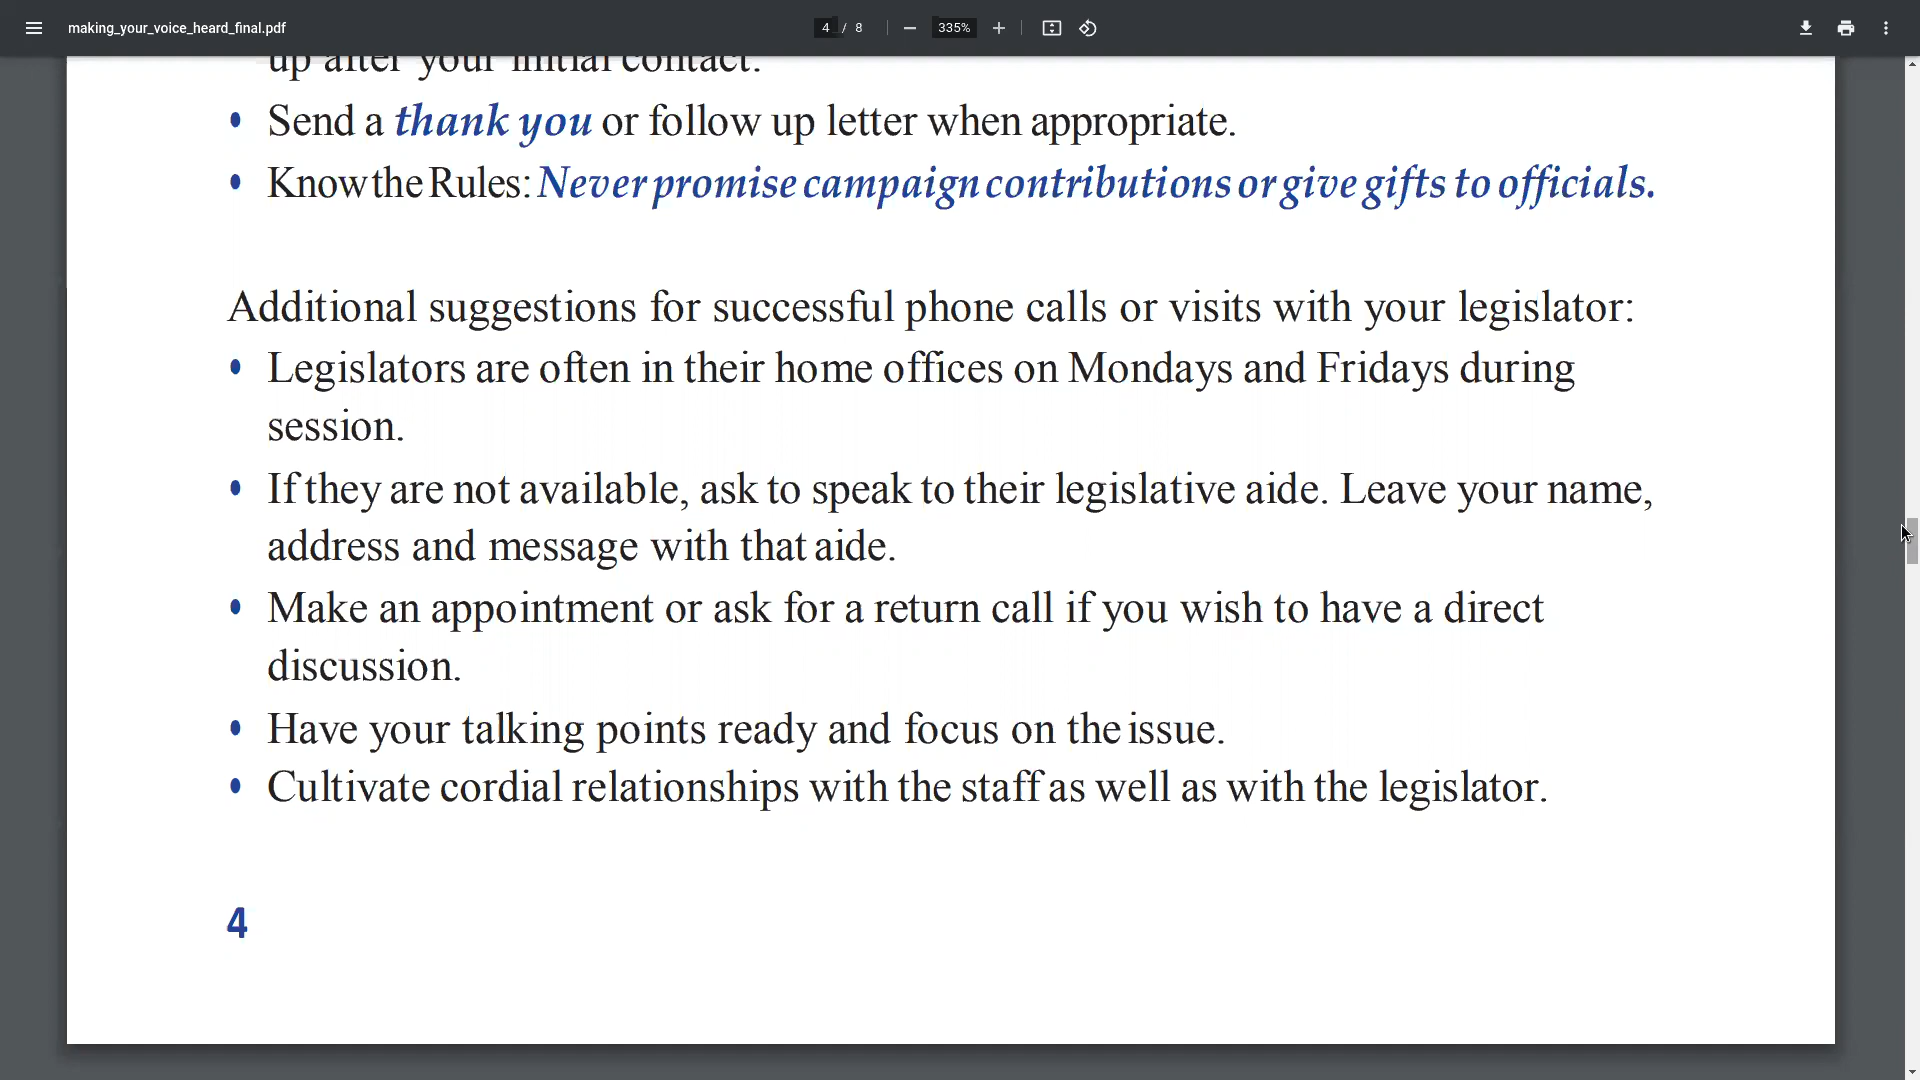 making_your_voice_heard_final.pdf
4 / 8
335%
up after your initial contact.
• Send a thank you or follow up letter when appropriate.
• Know the Rules: Never promise campaign contributions or give gifts to officials.
Additional suggestions for successful phone calls or visits with your legislator:
• Legislators are often in their home offices on Mondays and Fridays during
session.
• If they are not available, ask to speak to their legislative aide. Leave your name,
address and message with that aide.
• Make an appointment or ask for a return call if you wish to have a direct
discussion.
• Have your talking points ready and focus on the issue.
• Cultivate cordial relationships with the staff as well as with the legislator.
4